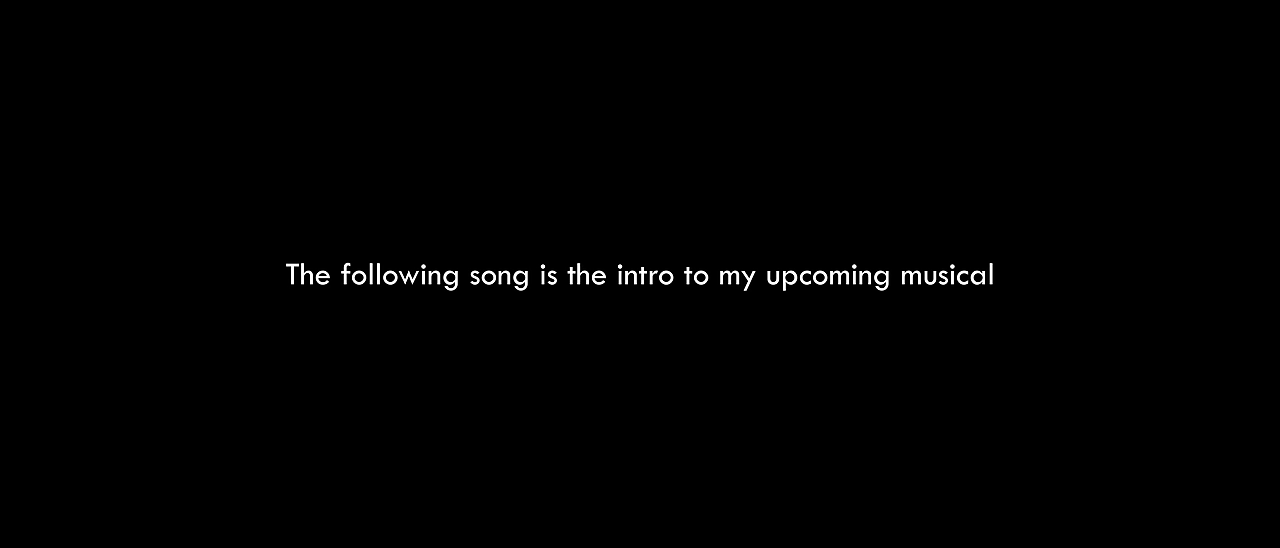 The following song is the intro to my upcoming musical